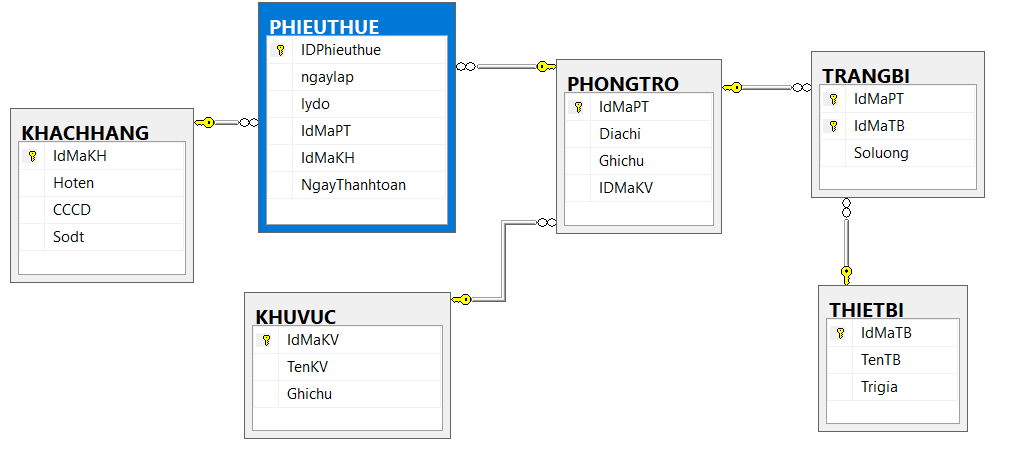 KHACHHANG
IdMaKH
Hoten
CCCD
Sodt
PHIEUTHUE
IDPhieuthue
ngaylap
lydo
IdMaPT
IdMaKH
NgayThanhtoan
PHONGTRO
IdMaPT
Diachi
Ghichu
IDMaKV
TRANGBI
IdMaPT
IdMaTB
Soluong
KHUVUC
IdMaKV
TenKV
Ghichu
THIETBI
IdMaTB
TenTB
Trigia